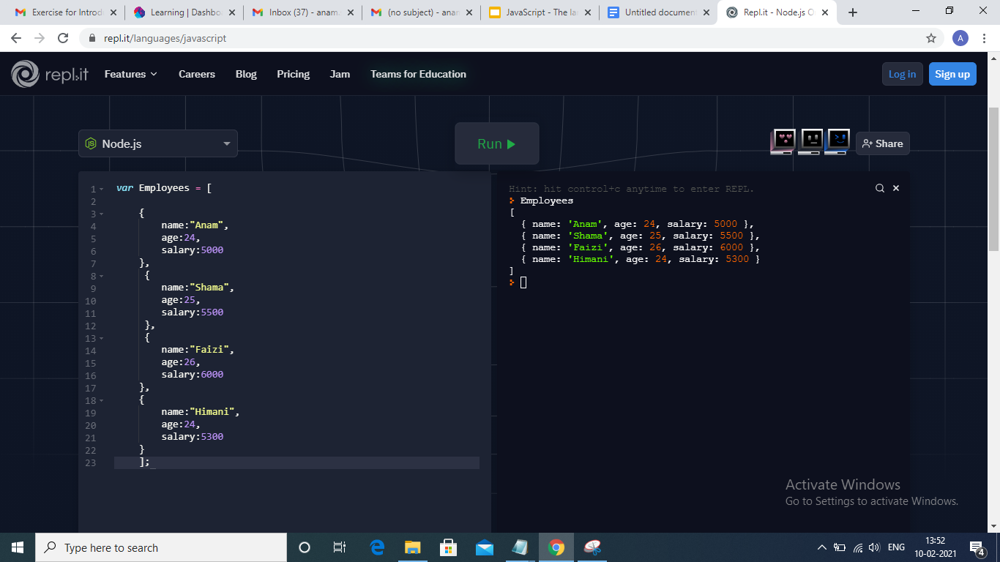 Exercise for Introd
Learning | Dashbo
Inbox (37) - anam
(no subject) - anan
JavaScript - The la
Untitled document
Repl.it - Node.js O
repl.it/languages/javascript
A
repl.it
Features
Careers
Blog
Pricing
Jam
Teams for Education
Log in
Sign up
Node.js
Run
Share
1 var Employees = [
2
3 {
4 name:"Anam",
5 age:24,
6 salary:5000
7 },
8 {
9 name:"Shama",
10 age:25,
11 salary:5500
12 },
13 {
14 name:"Faizi",
15 age:26,
16 salary:6000
17 },
18 {
19 name:"Himani",
20 age:24,
21 salary:5300
22 }
23 ];
Hint: hit control+c anytime to enter REPL.
> Employees
[
{ name: 'Anam', age: 24, salary: 5000 },
{ name: 'Shama', age: 25, salary: 5500 },
{ name: 'Faizi', age: 26, salary: 6000 },
{ name: 'Himani', age: 24, salary: 5300 }
]
>
Activate Windows
Go to Settings to activate Windows.
Type here to search
ENG
13:52
10-02-2021
4